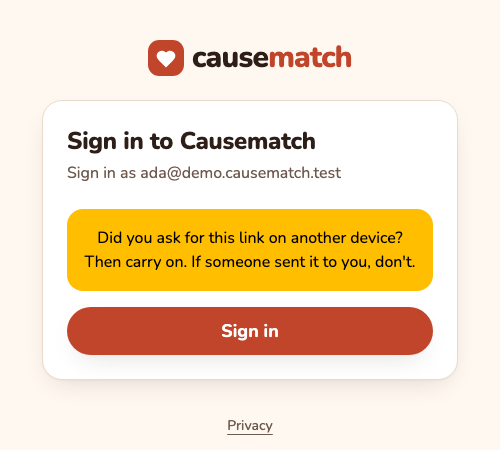 causematch
Sign in to Causematch
Sign in as ada@demo.causematch.test
Did you ask for this link on another device?
Then carry on. If someone sent it to you, don't.
Sign in
Privacy